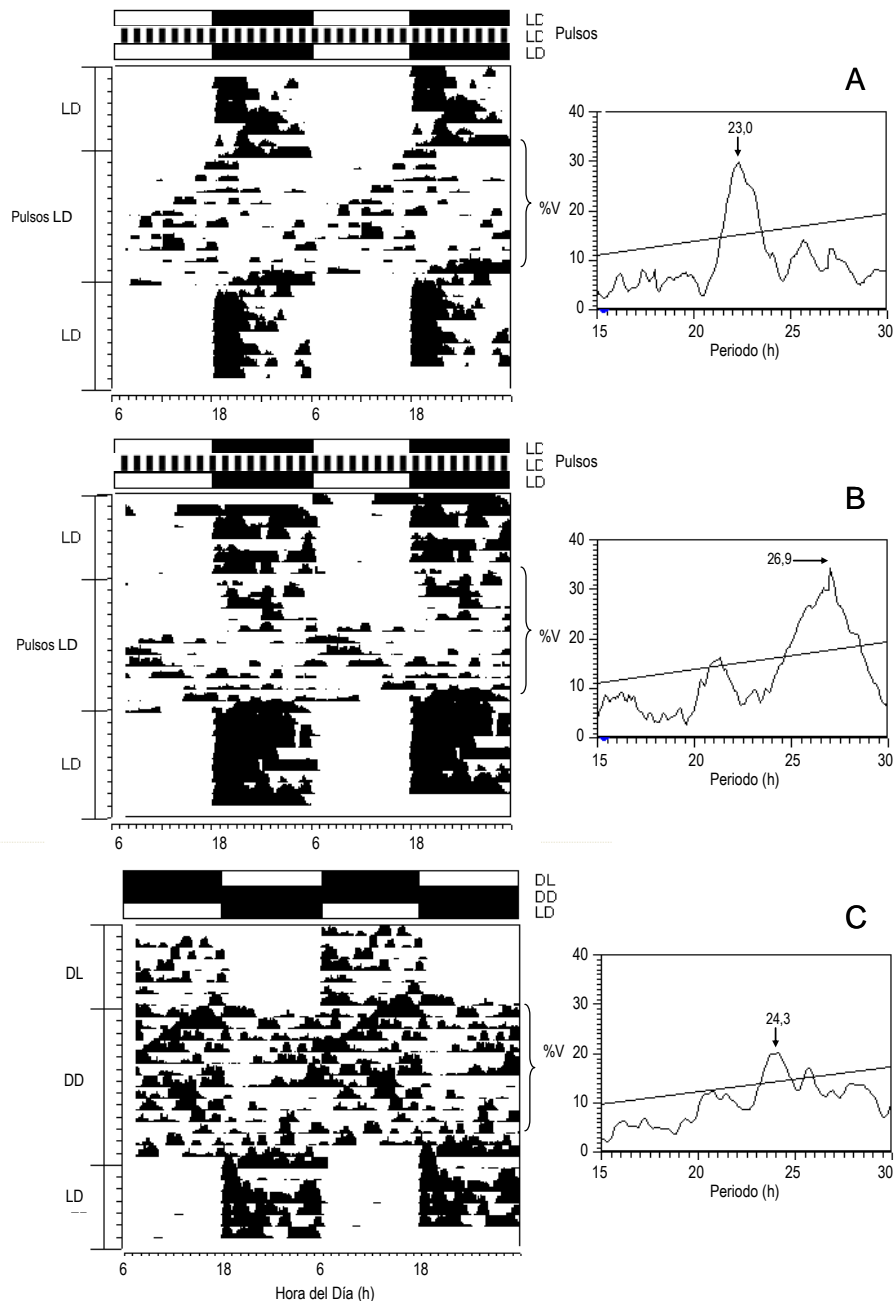 LD
LD Pulsos
LD
LD
Pulsos LD
LD
6 18 6 18
A
40
30
20
10
0
%V
23,0
15 20 25 30
Periodo (h)
LD
LD Pulsos
LD
LD
Pulsos LD
LD
6 18 6 18
B
40
30
20
10
0
%V
26,9
15 20 25 30
Periodo (h)
DL
DD
LD
DL
DD
LD
6 18 6 18
Hora del Día (h)
C
40
30
20
10
0
%V
24,3
15 20 25 30
Periodo (h)